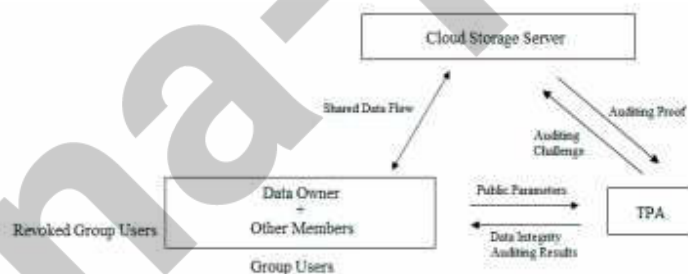 Cloud Storage Server
Shared Data Flow
Auditing Proof
Auditing
Challenge
Data Owner
+
Other Members
Public Parameters
TPA
Revoked Group Users
Data Integrity
Auditing Results
Group Users